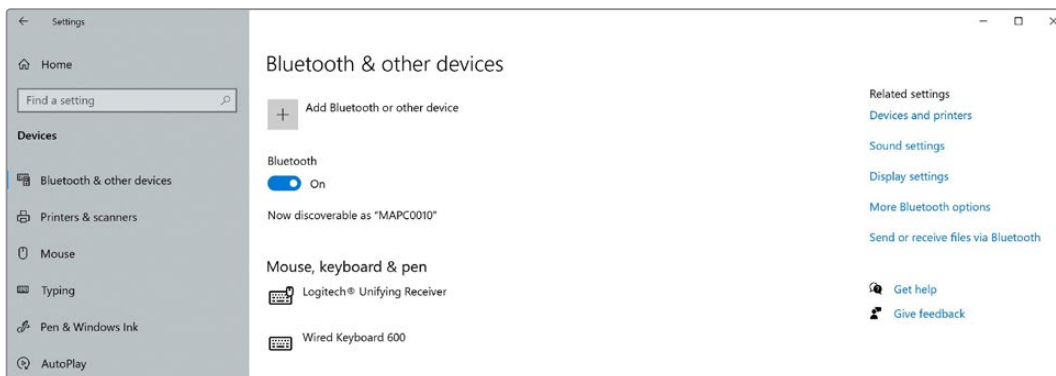 Settings
Home
Find a setting
Devices
Bluetooth & other devices
Printers & scanners
Mouse
Typing
Pen & Windows Ink
AutoPlay
Bluetooth & other devices
Add Bluetooth or other device
Bluetooth
On
Now discoverable as “MAPC0010”
Mouse, keyboard & pen
Logitech® Unifying Receiver
Wired Keyboard 600
Related settings
Devices and printers
Sound settings
Display settings
More Bluetooth options
Send or receive files via Bluetooth
Get help
Give feedback